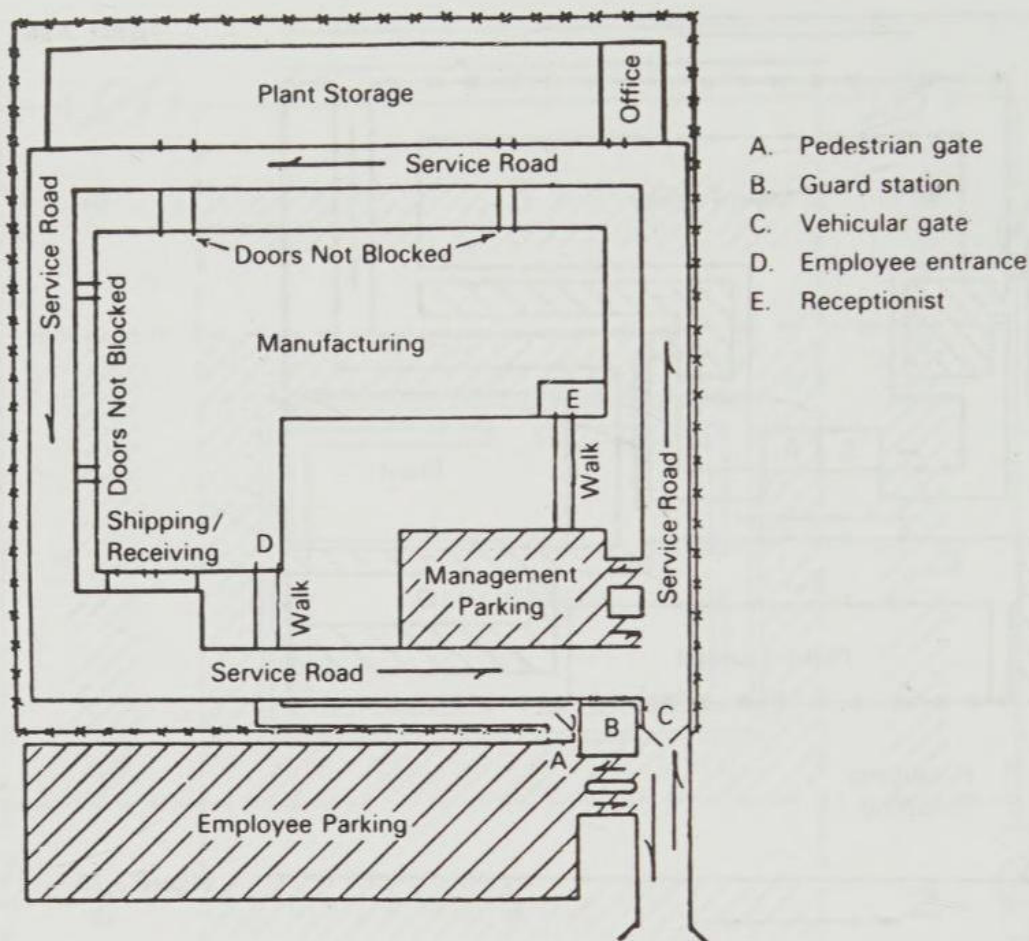 Plant Storage
Office
Service Road
Service Road
Doors Not Blocked
Doors Not Blocked
Manufacturing
E
Walk
Service Road
Shipping/
Receiving
D
Walk
Management
Parking
Service Road
A
B
C
Employee Parking
A. Pedestrian gate
B. Guard station
C. Vehicular gate
D. Employee entrance
E. Receptionist